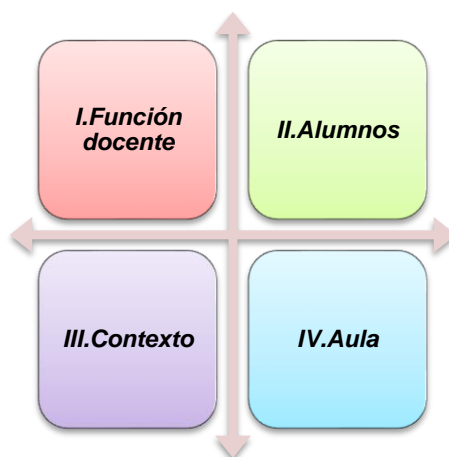 I.Función
docente
II.Alumnos
III.Contexto
IV.Aula